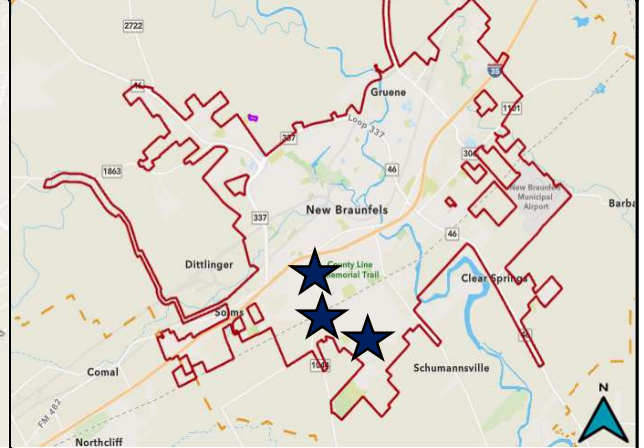 2722
46
35
Gruene
1101
Loop 337
337
306
1863
46
New Braunfels
Municipal
Airport
Barba
New Braunfels
337
46
Dittlinger
County Line
Memorial Trail
Clear Springs
Solms
46
Comal
Schumannsville
N
FM 482
Northcliff